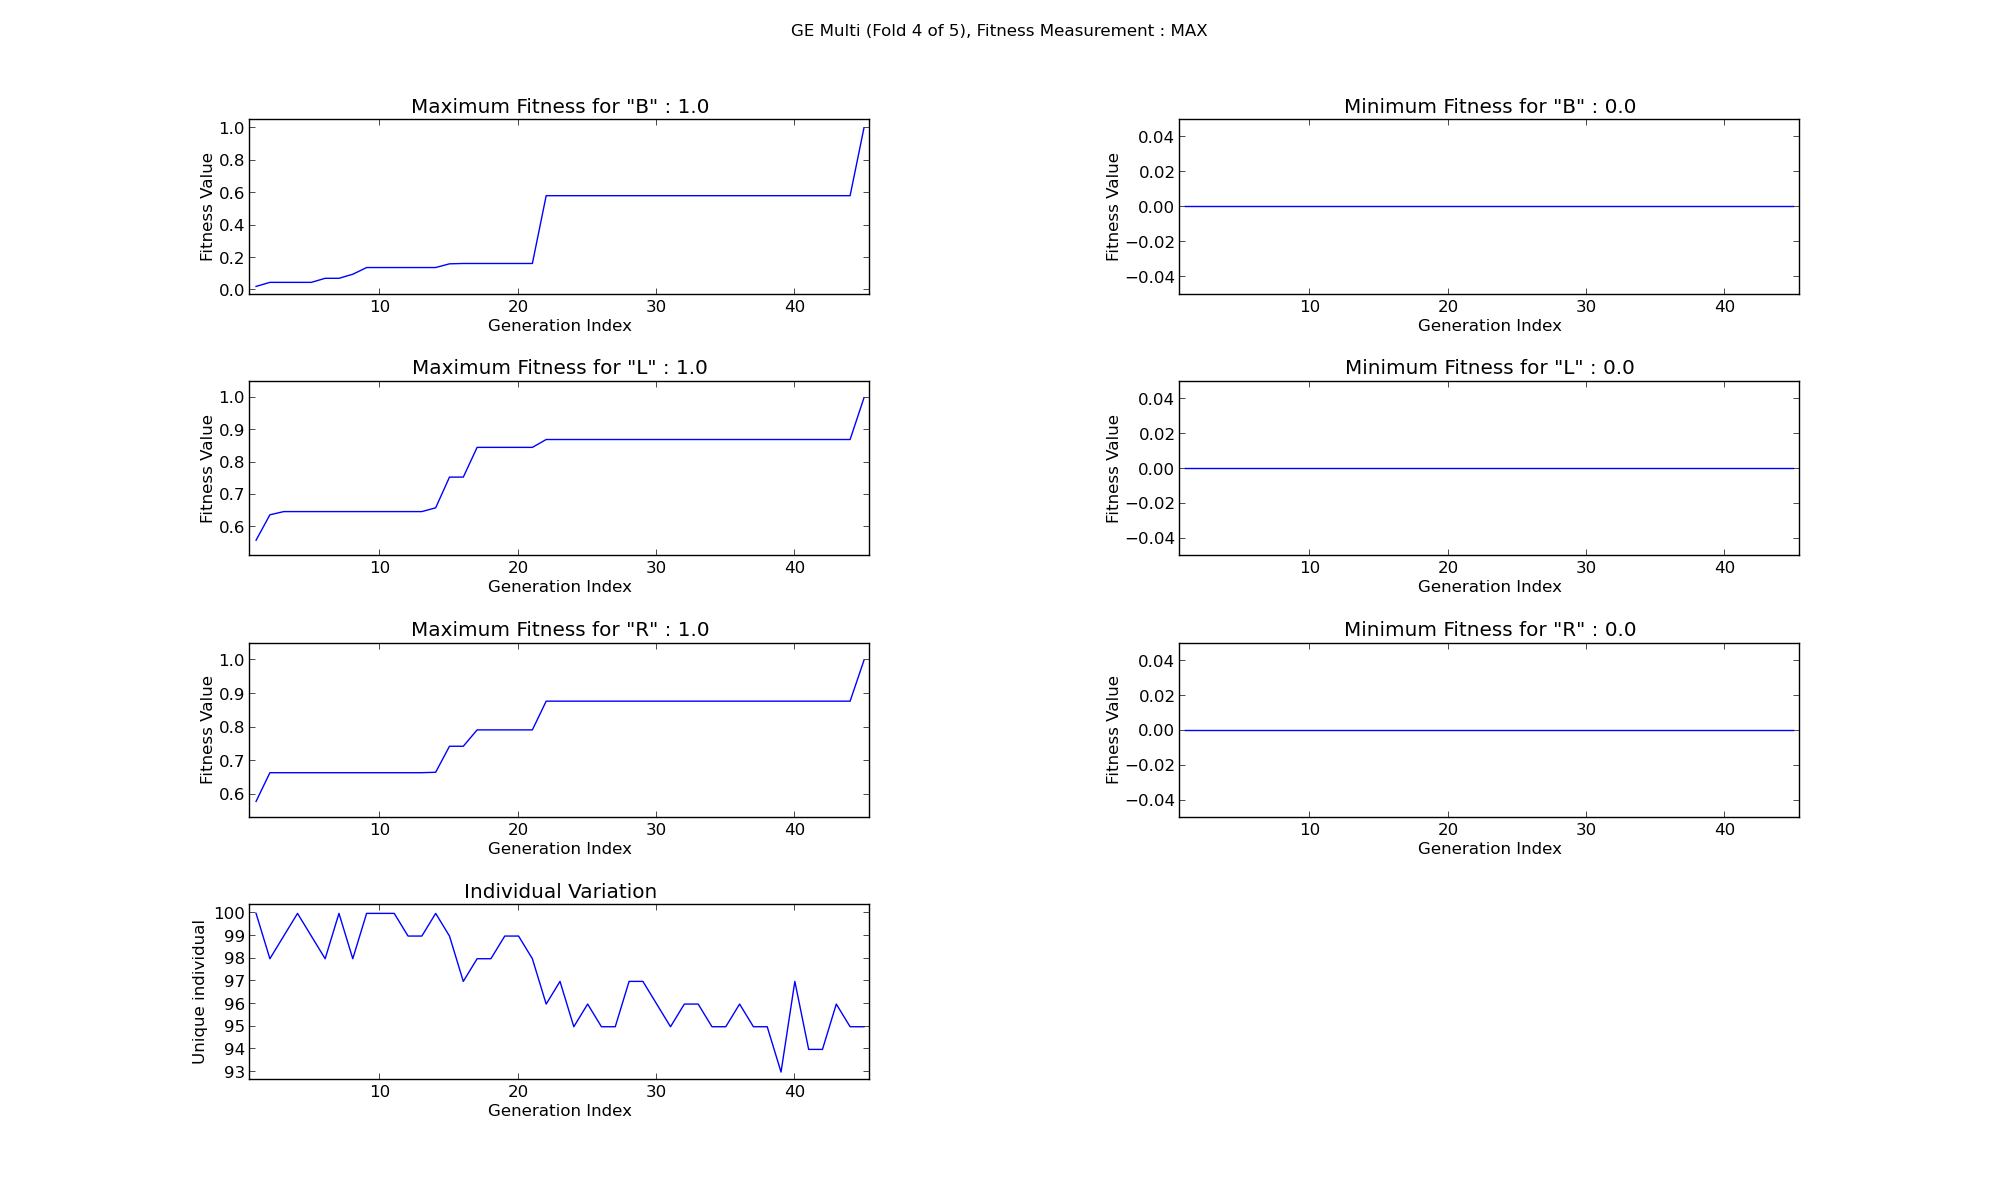 GE Multi (Fold 4 of 5), Fitness Measurement : MAX
Maximum Fitness for "B" : 1.0
Fitness Value
1.0
0.8
0.6
0.4
0.2
0.0
10 20 30 40
Generation Index
Minimum Fitness for "B" : 0.0
Fitness Value
0.04
0.02
0.00
−0.02
−0.04
10 20 30 40
Generation Index
Maximum Fitness for "L" : 1.0
Fitness Value
1.0
0.9
0.8
0.7
0.6
10 20 30 40
Generation Index
Minimum Fitness for "L" : 0.0
Fitness Value
0.04
0.02
0.00
−0.02
−0.04
10 20 30 40
Generation Index
Maximum Fitness for "R" : 1.0
Fitness Value
1.0
0.9
0.8
0.7
0.6
10 20 30 40
Generation Index
Minimum Fitness for "R" : 0.0
Fitness Value
0.04
0.02
0.00
−0.02
−0.04
10 20 30 40
Generation Index
Individual Variation
Unique individual
100
99
98
97
96
95
94
93
10 20 30 40
Generation Index